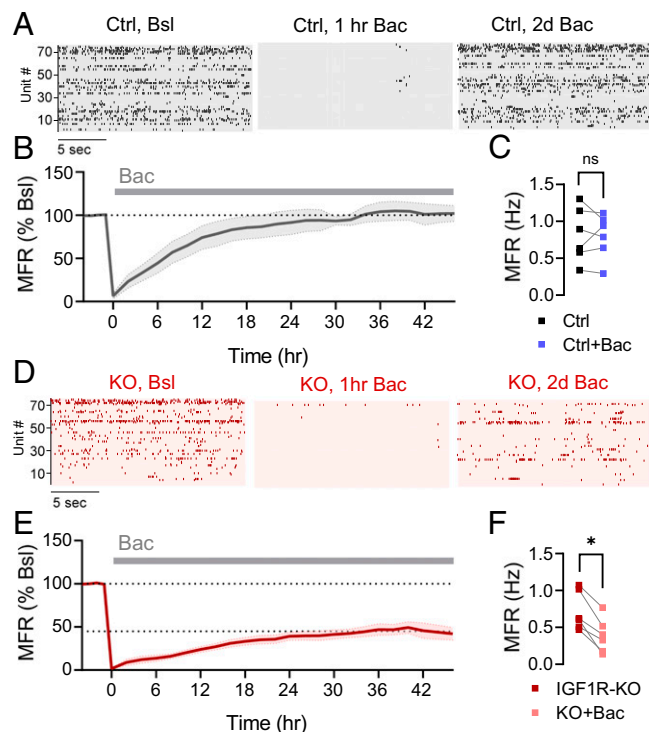 A
Ctrl, Bsl
Ctrl, 1 hr Bac
Ctrl, 2d Bac
Unit #
70
50
30
10
5 sec
B
Bac
MFR (% Bsl)
150
100
50
0
0 6 12 18 24 30 36 42
Time (hr)
C
ns
MFR (Hz)
1.5
1.0
0.5
0.0
Ctrl
Ctrl+Bac
D
KO, Bsl
KO, 1hr Bac
KO, 2d Bac
Unit #
70
50
30
10
5 sec
E
Bac
MFR (% Bsl)
150
100
50
0
0 6 12 18 24 30 36 42
Time (hr)
F
*
MFR (Hz)
1.5
1.0
0.5
0.0
IGF1R-KO
KO+Bac